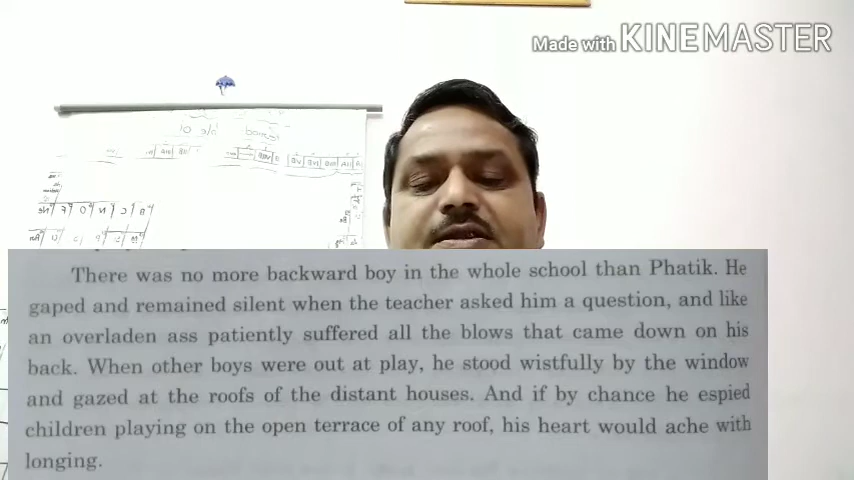 Made with KINEMASTER
There was no more backward boy in the whole school than Phatik. He
gaped and remained silent when the teacher asked him a question, and like
an overladen ass patiently suffered all the blows that came down on his
back. When other boys were out at play, he stood wistfully by the window
and gazed at the roofs of the distant houses. And if by chance he espied
children playing on the open terrace of any roof, his heart would ache with
longing.